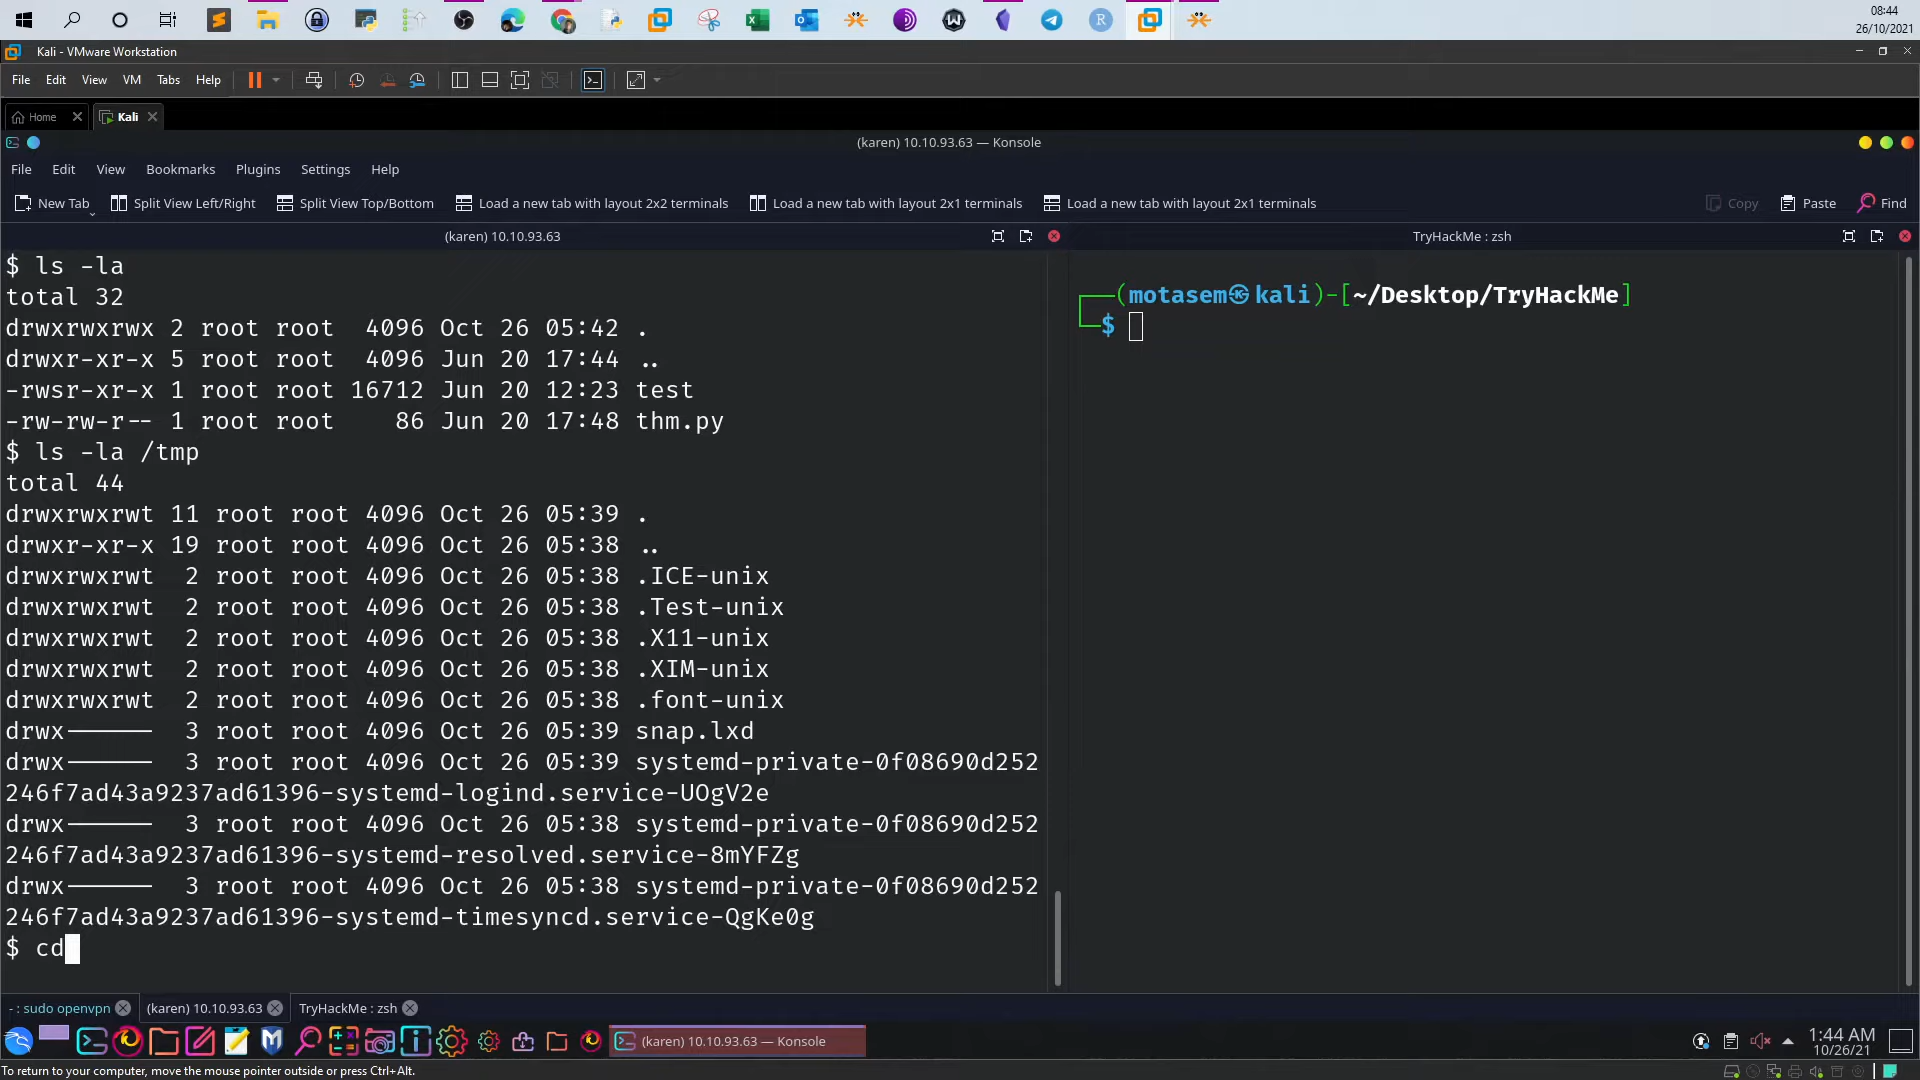 08:44
26/10/2021
Kali - VMware Workstation
File Edit View VM Tabs Help
Home Kali
(karen) 10.10.93.63 — Konsole
File Edit View Bookmarks Plugins Settings Help
New Tab Split View Left/Right Split View Top/Bottom Load a new tab with layout 2x2 terminals Load a new tab with layout 2x1 terminals Load a new tab with layout 2x1 terminals Copy Paste Find
(karen) 10.10.93.63
$ ls -la
total 32
drwxrwxrwx 2 root root 4096 Oct 26 05:42 .
drwxr-xr-x 5 root root 4096 Jun 20 17:44 ..
-rwsr-xr-x 1 root root 16712 Jun 20 12:23 test
-rw-rw-r-- 1 root root 86 Jun 20 17:48 thm.py
$ ls -la /tmp
total 44
drwxrwxrwt 11 root root 4096 Oct 26 05:39 .
drwxr-xr-x 19 root root 4096 Oct 26 05:38 ..
drwxrwxrwt 2 root root 4096 Oct 26 05:38 .ICE-unix
drwxrwxrwt 2 root root 4096 Oct 26 05:38 .Test-unix
drwxrwxrwt 2 root root 4096 Oct 26 05:38 .X11-unix
drwxrwxrwt 2 root root 4096 Oct 26 05:38 .XIM-unix
drwxrwxrwt 2 root root 4096 Oct 26 05:38 .font-unix
drwx------ 3 root root 4096 Oct 26 05:39 snap.lxd
drwx------ 3 root root 4096 Oct 26 05:39 systemd-private-0f08690d252
246f7ad43a9237ad61396-systemd-logind.service-UOgV2e
drwx------ 3 root root 4096 Oct 26 05:38 systemd-private-0f08690d252
246f7ad43a9237ad61396-systemd-resolved.service-8mYFZg
drwx------ 3 root root 4096 Oct 26 05:38 systemd-private-0f08690d252
246f7ad43a9237ad61396-systemd-timesyncd.service-QgKe0g
$ cd
TryHackMe : zsh
(motasem㉿kali)-[~/Desktop/TryHackMe]
$
- : sudo openvpn (karen) 10.10.93.63 TryHackMe : zsh
(karen) 10.10.93.63 — Konsole
1:44 AM
10/26/21
To return to your computer, move the mouse pointer outside or press Ctrl+Alt.